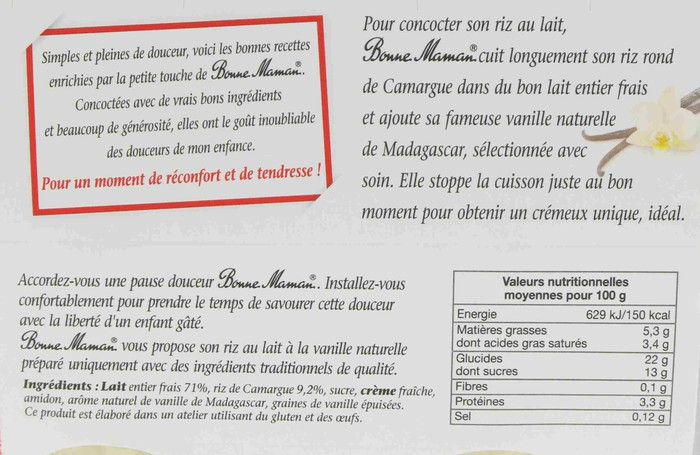 Simples et pleines de douceur, voici les bonnes recettes
enrichies par la petite touche de Bonne Maman®.
Concoctées avec de vrais bons ingrédients
et beaucoup de générosité, elles ont le goût inoubliable
des douceurs de mon enfance.
Pour un moment de réconfort et de tendresse !
Pour concocter son riz au lait,
Bonne Maman® cuit longuement son riz rond
de Camargue dans du bon lait entier frais
et ajoute sa fameuse vanille naturelle
de Madagascar, sélectionnée avec
soin. Elle stoppe la cuisson juste au bon
moment pour obtenir un crémeux unique, idéal.
Accordez-vous une pause douceur Bonne Maman®. Installez-vous
confortablement pour prendre le temps de savourer cette douceur
avec la liberté d'un enfant gâté.
Bonne Maman® vous propose son riz au lait à la vanille naturelle
préparé uniquement avec des ingrédients traditionnels de qualité.
Ingrédients : Lait entier frais 71%, riz de Camargue 9,2%, sucre, crème fraîche,
amidon, arôme naturel de vanille de Madagascar, graines de vanille épuisées.
Ce produit est élaboré dans un atelier utilisant du gluten et des œufs.
Valeurs nutritionnelles
moyennes pour 100 g
Energie 629 kJ/150 kcal
Matières grasses 5,3 g
dont acides gras saturés 3,4 g
Glucides 22 g
dont sucres 13 g
Fibres 0,1 g
Protéines 3,3 g
Sel 0,12 g